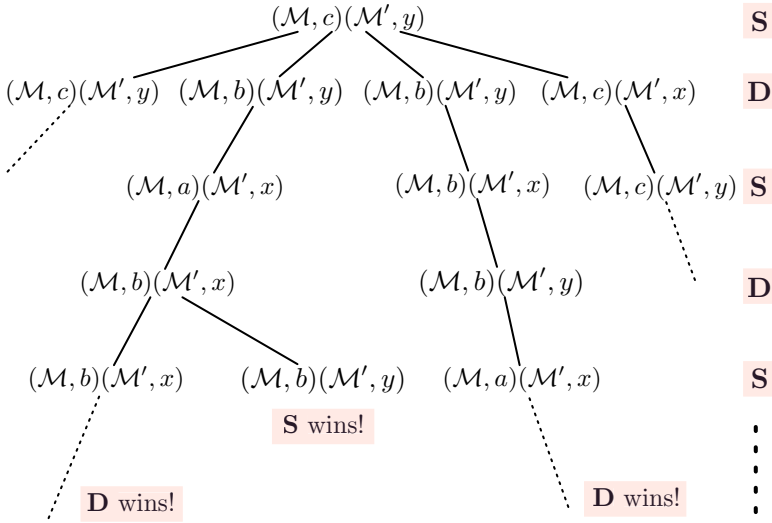 (ℳ, c)(ℳ′, y) S
(ℳ, c)(ℳ′, y) (ℳ, b)(ℳ′, y) (ℳ, b)(ℳ′, y) (ℳ, c)(ℳ′, x) D
(ℳ, a)(ℳ′, x) (ℳ, b)(ℳ′, x) (ℳ, c)(ℳ′, y) S
(ℳ, b)(ℳ′, x) (ℳ, b)(ℳ′, y) D
(ℳ, b)(ℳ′, x) (ℳ, b)(ℳ′, y) (ℳ, a)(ℳ′, x) S
S wins!
D wins! D wins!